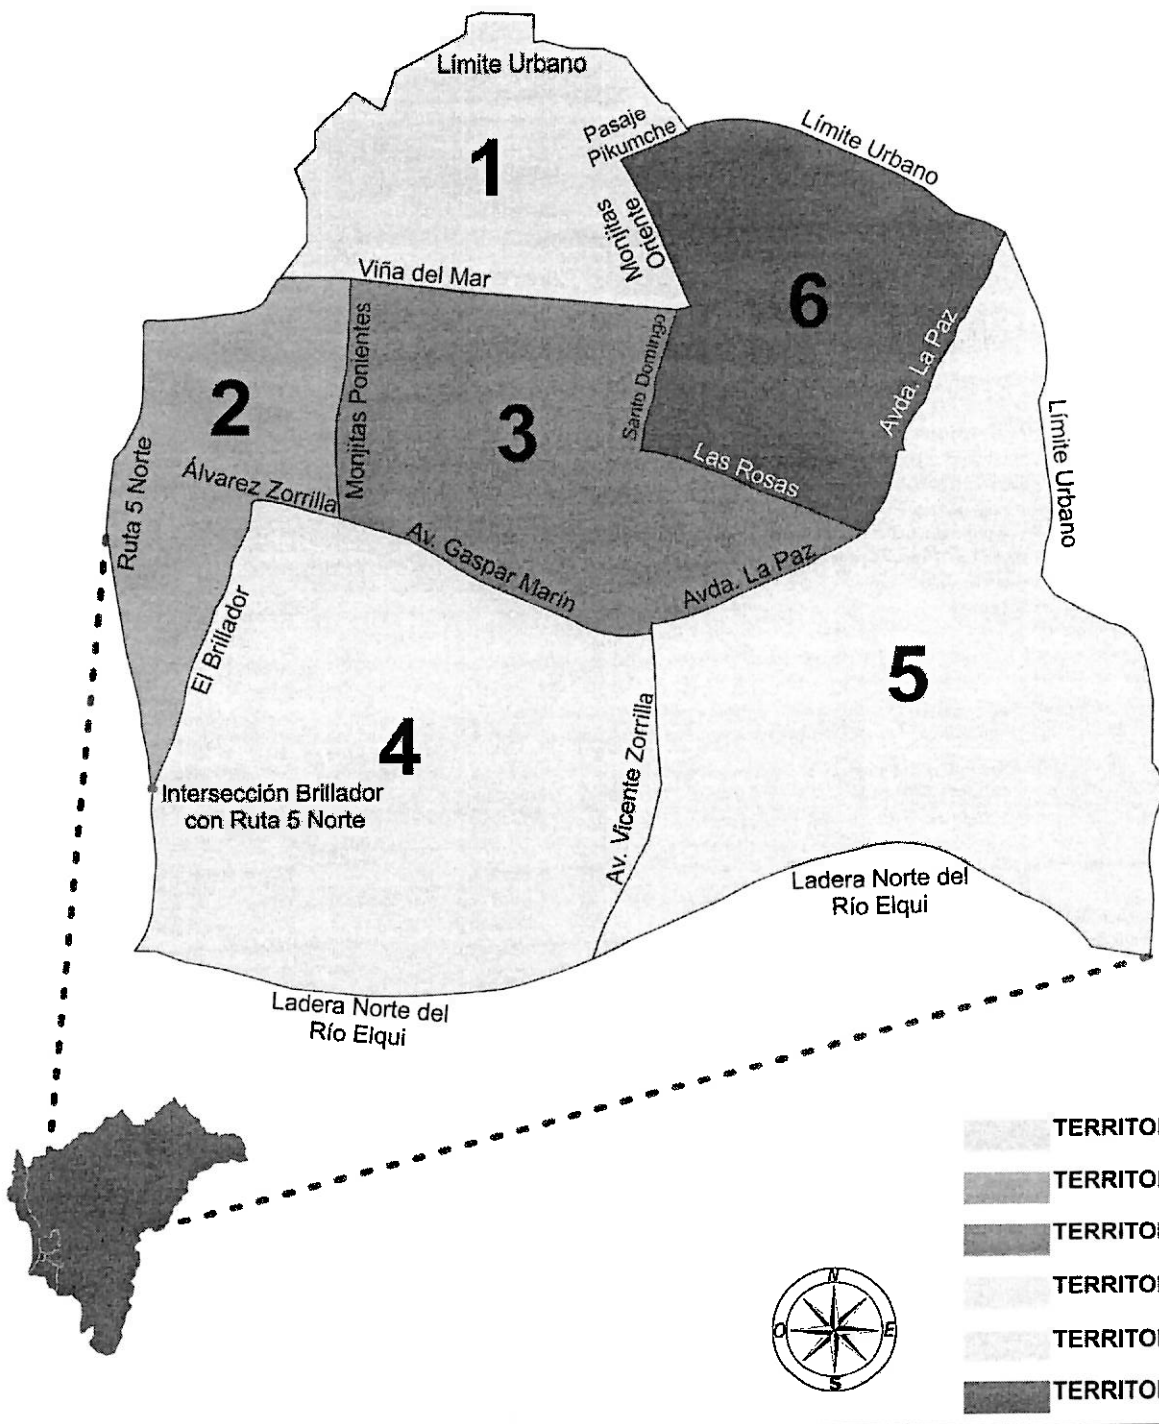 Límite Urbano
Pasaje
Pikumche
Límite Urbano
1
Monjitas
Oriente
Viña del Mar
6
Monjitas Ponientes
Santo Domingo
Avda. La Paz
2
3
Límite Urbano
Ruta 5 Norte
Álvarez Zorrilla
Las Rosas
Av. Gaspar Marín
Avda. La Paz
El Brillador
5
4
Av. Vicente Zorrilla
Intersección Brillador
con Ruta 5 Norte
Ladera Norte del
Río Elqui
Ladera Norte del
Río Elqui
TERRITO
TERRITO
TERRITO
TERRITO
TERRITO
TERRITO
N
O
E
S